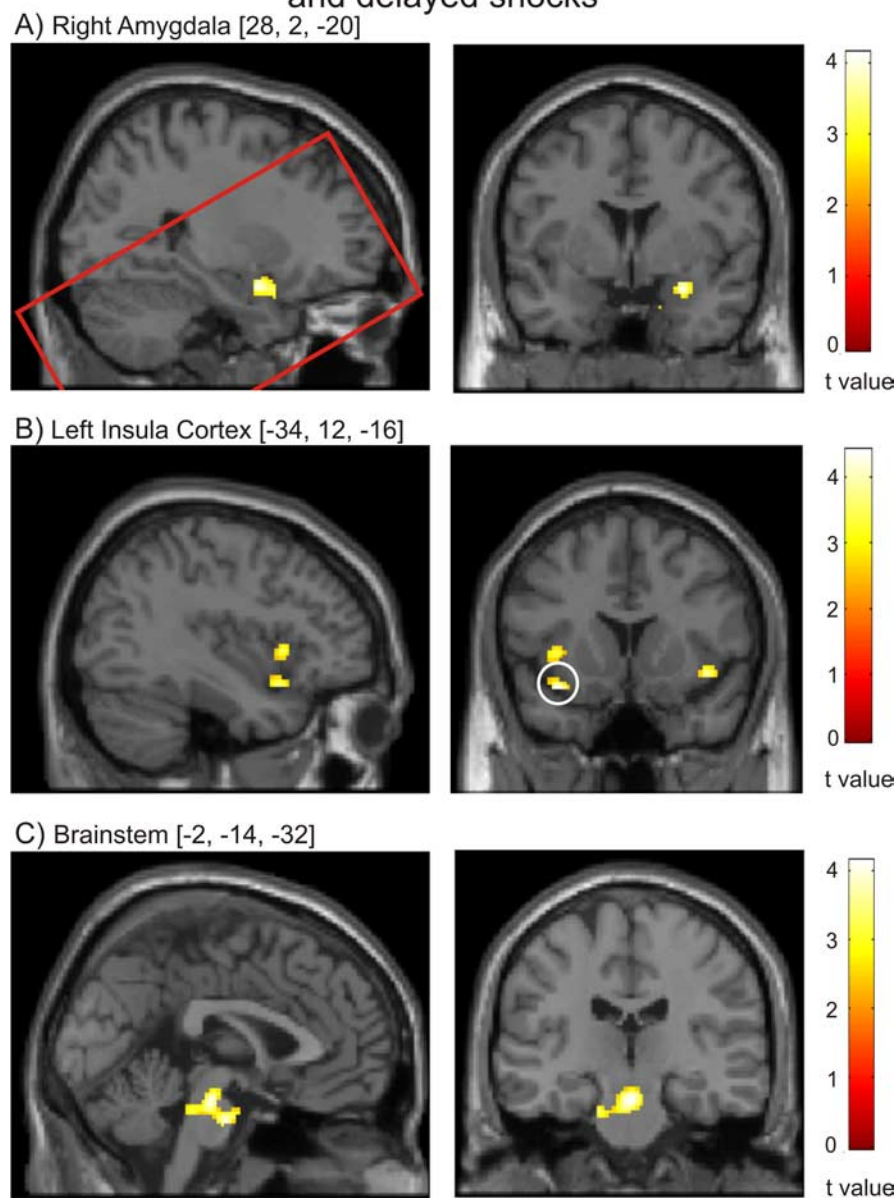 and delayed shocks
A) Right Amygdala [28, 2, -20]
4
3
2
1
0
t value
B) Left Insula Cortex [-34, 12, -16]
4
3
2
1
0
t value
C) Brainstem [-2, -14, -32]
4
3
2
1
0
t value